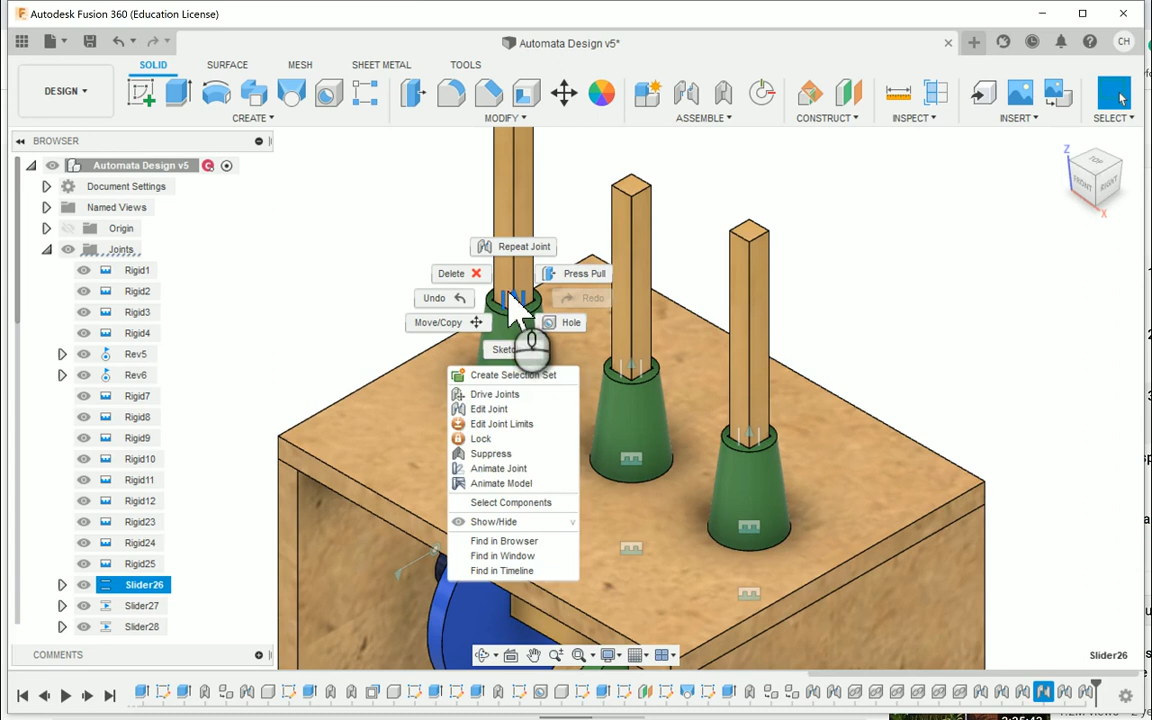 Autodesk Fusion 360 (Education License)
Automata Design v5*
CH
SOLID SURFACE MESH SHEET METAL TOOLS
DESIGN
CREATE MODIFY ASSEMBLE CONSTRUCT INSPECT INSERT SELECT
BROWSER
Automata Design v5
Document Settings
Named Views
Origin
Joints
Rigid1
Rigid2
Rigid3
Rigid4
Rev5
Rev6
Rigid7
Rigid8
Rigid9
Rigid10
Rigid11
Rigid12
Rigid23
Rigid24
Rigid25
Slider26
Slider27
Slider28
Repeat Joint
Delete
Press Pull
Undo
Redo
Move/Copy
Hole
Create Selection Set
Drive Joints
Edit Joint
Edit Joint Limits
Lock
Suppress
Animate Joint
Animate Model
Select Components
Show/Hide
Find in Browser
Find in Window
Find in Timeline
Z
TOP
FRONT
RIGHT
X
COMMENTS
Slider26